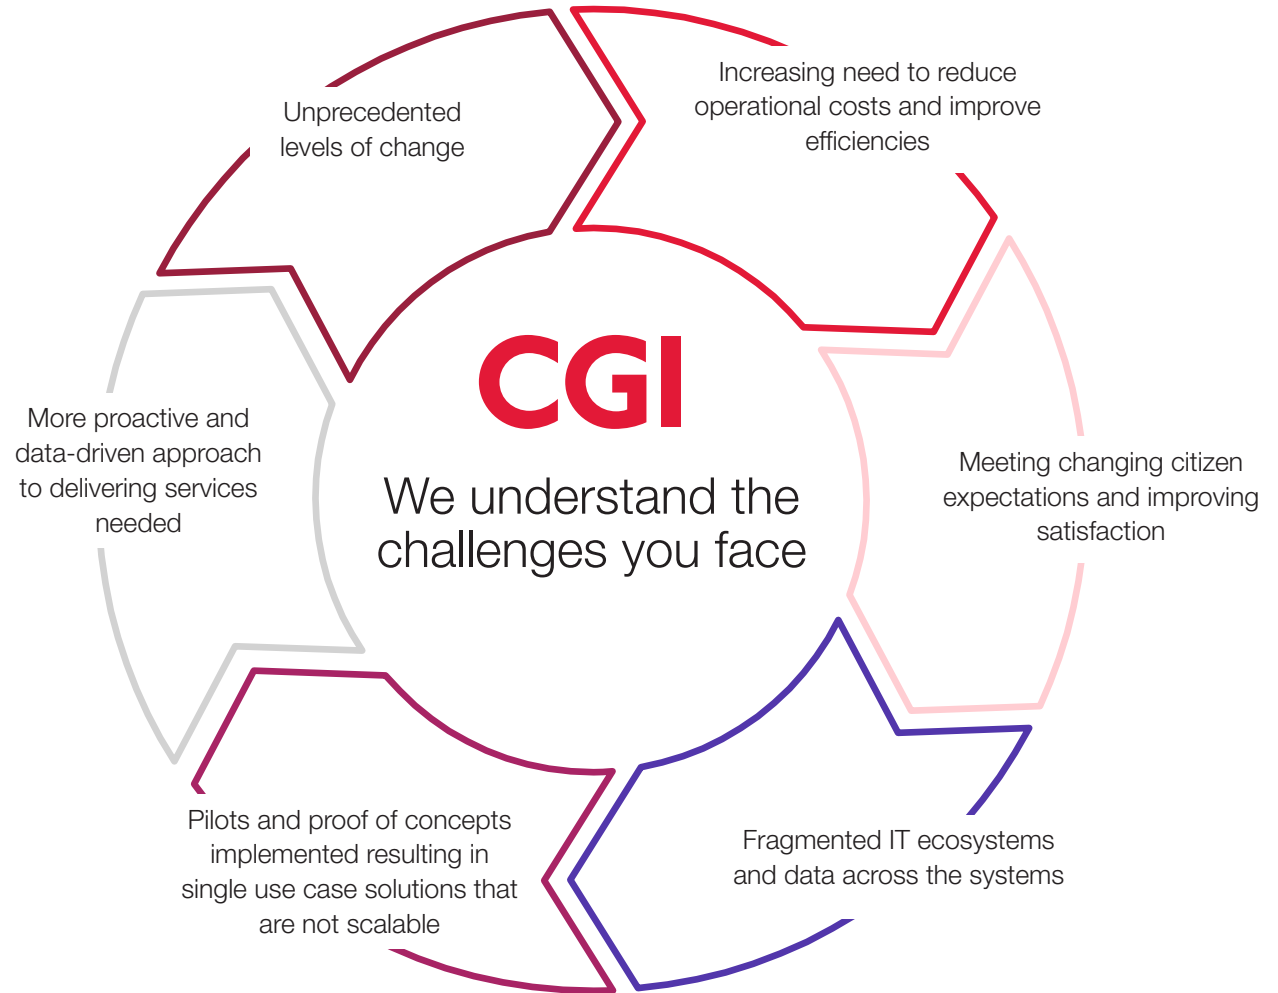 Unprecedented
levels of change
Increasing need to reduce
operational costs and improve
efficiencies
Meeting changing citizen
expectations and improving
satisfaction
Fragmented IT ecosystems
and data across the systems
Pilots and proof of concepts
implemented resulting in
single use case solutions that
are not scalable
More proactive and
data-driven approach
to delivering services
needed
CGI
We understand the
challenges you face